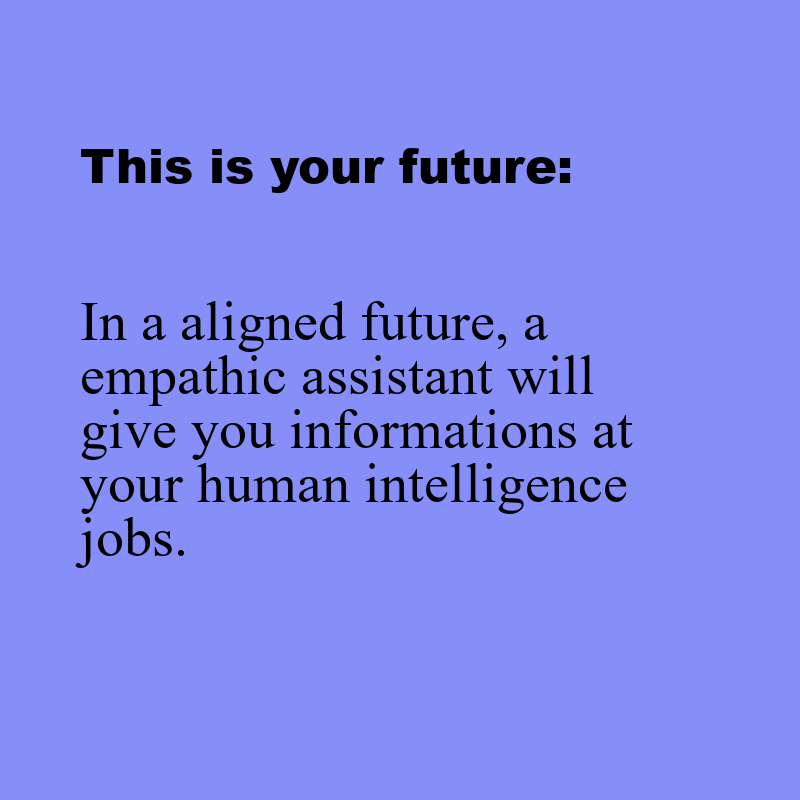 This is your future:
In a aligned future, a
empathic assistant will
give you informations at
your human intelligence
jobs.